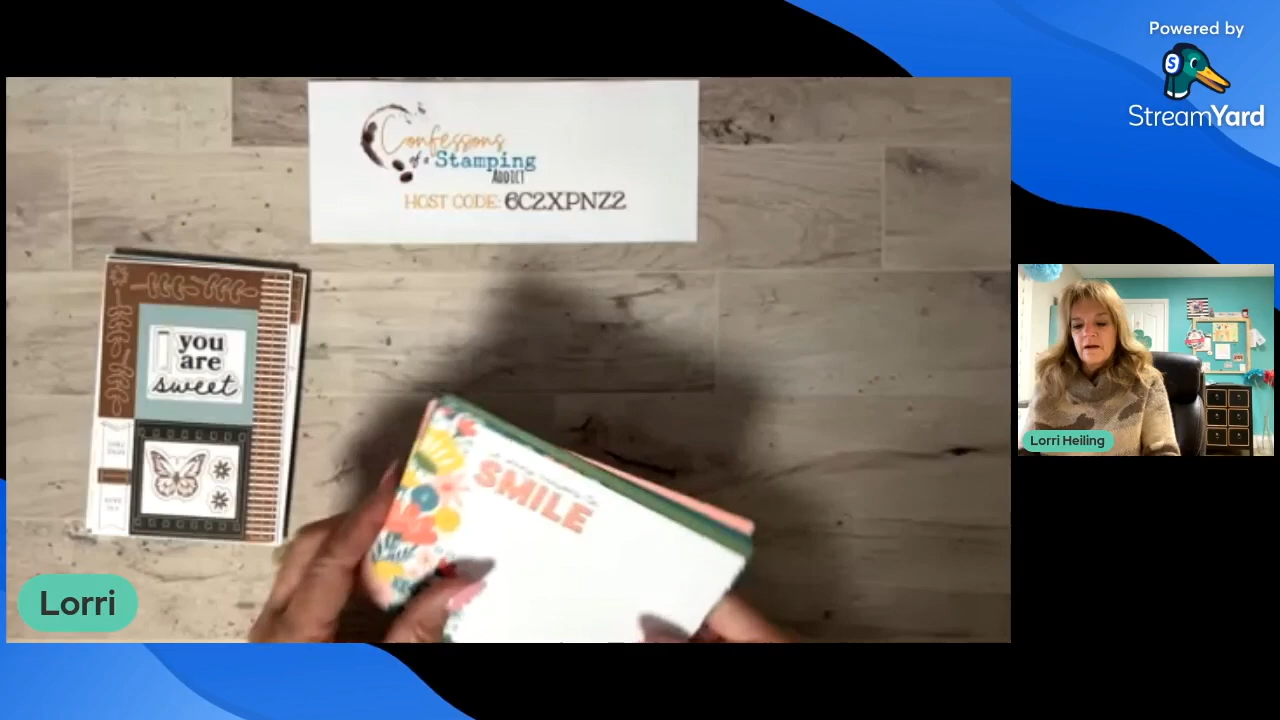 Powered by
StreamYard
Confessions
of a Stamping
ADDICT
HOST CODE: 6C2XPNZ2
you
are
sweet
SMILE
Lorri Heiling
Lorri